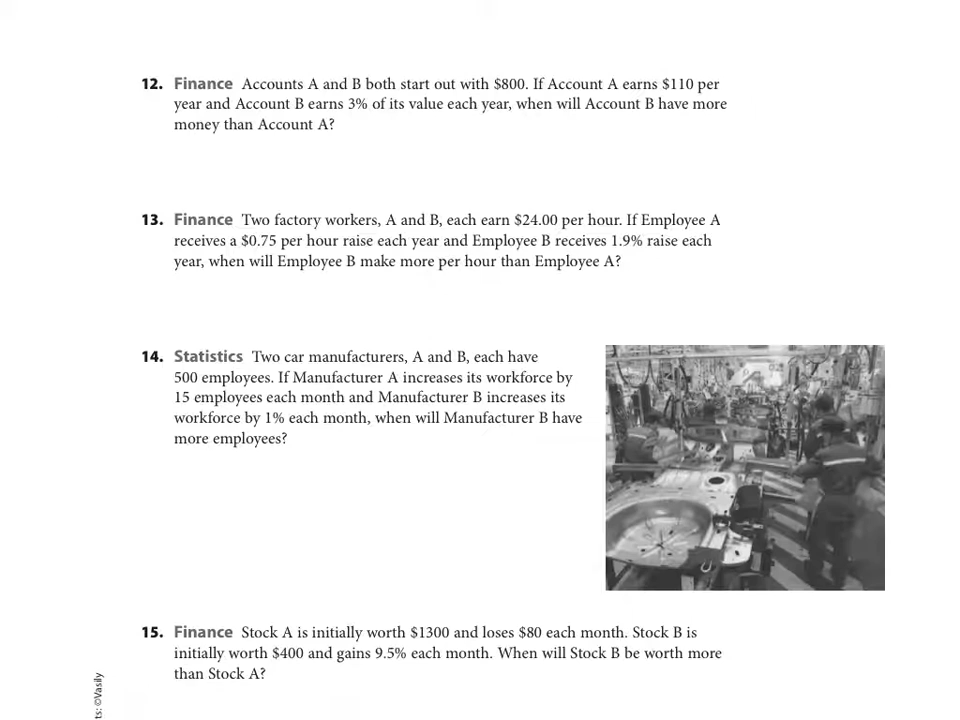 12. Finance Accounts A and B both start out with $800. If Account A earns $110 per
year and Account B earns 3% of its value each year, when will Account B have more
money than Account A?
13. Finance Two factory workers, A and B, each earn $24.00 per hour. If Employee A
receives a $0.75 per hour raise each year and Employee B receives 1.9% raise each
year, when will Employee B make more per hour than Employee A?
14. Statistics Two car manufacturers, A and B, each have
500 employees. If Manufacturer A increases its workforce by
15 employees each month and Manufacturer B increases its
workforce by 1% each month, when will Manufacturer B have
more employees?
15. Finance Stock A is initially worth $1300 and loses $80 each month. Stock B is
initially worth $400 and gains 9.5% each month. When will Stock B be worth more
than Stock A?
ts: ©Vasily